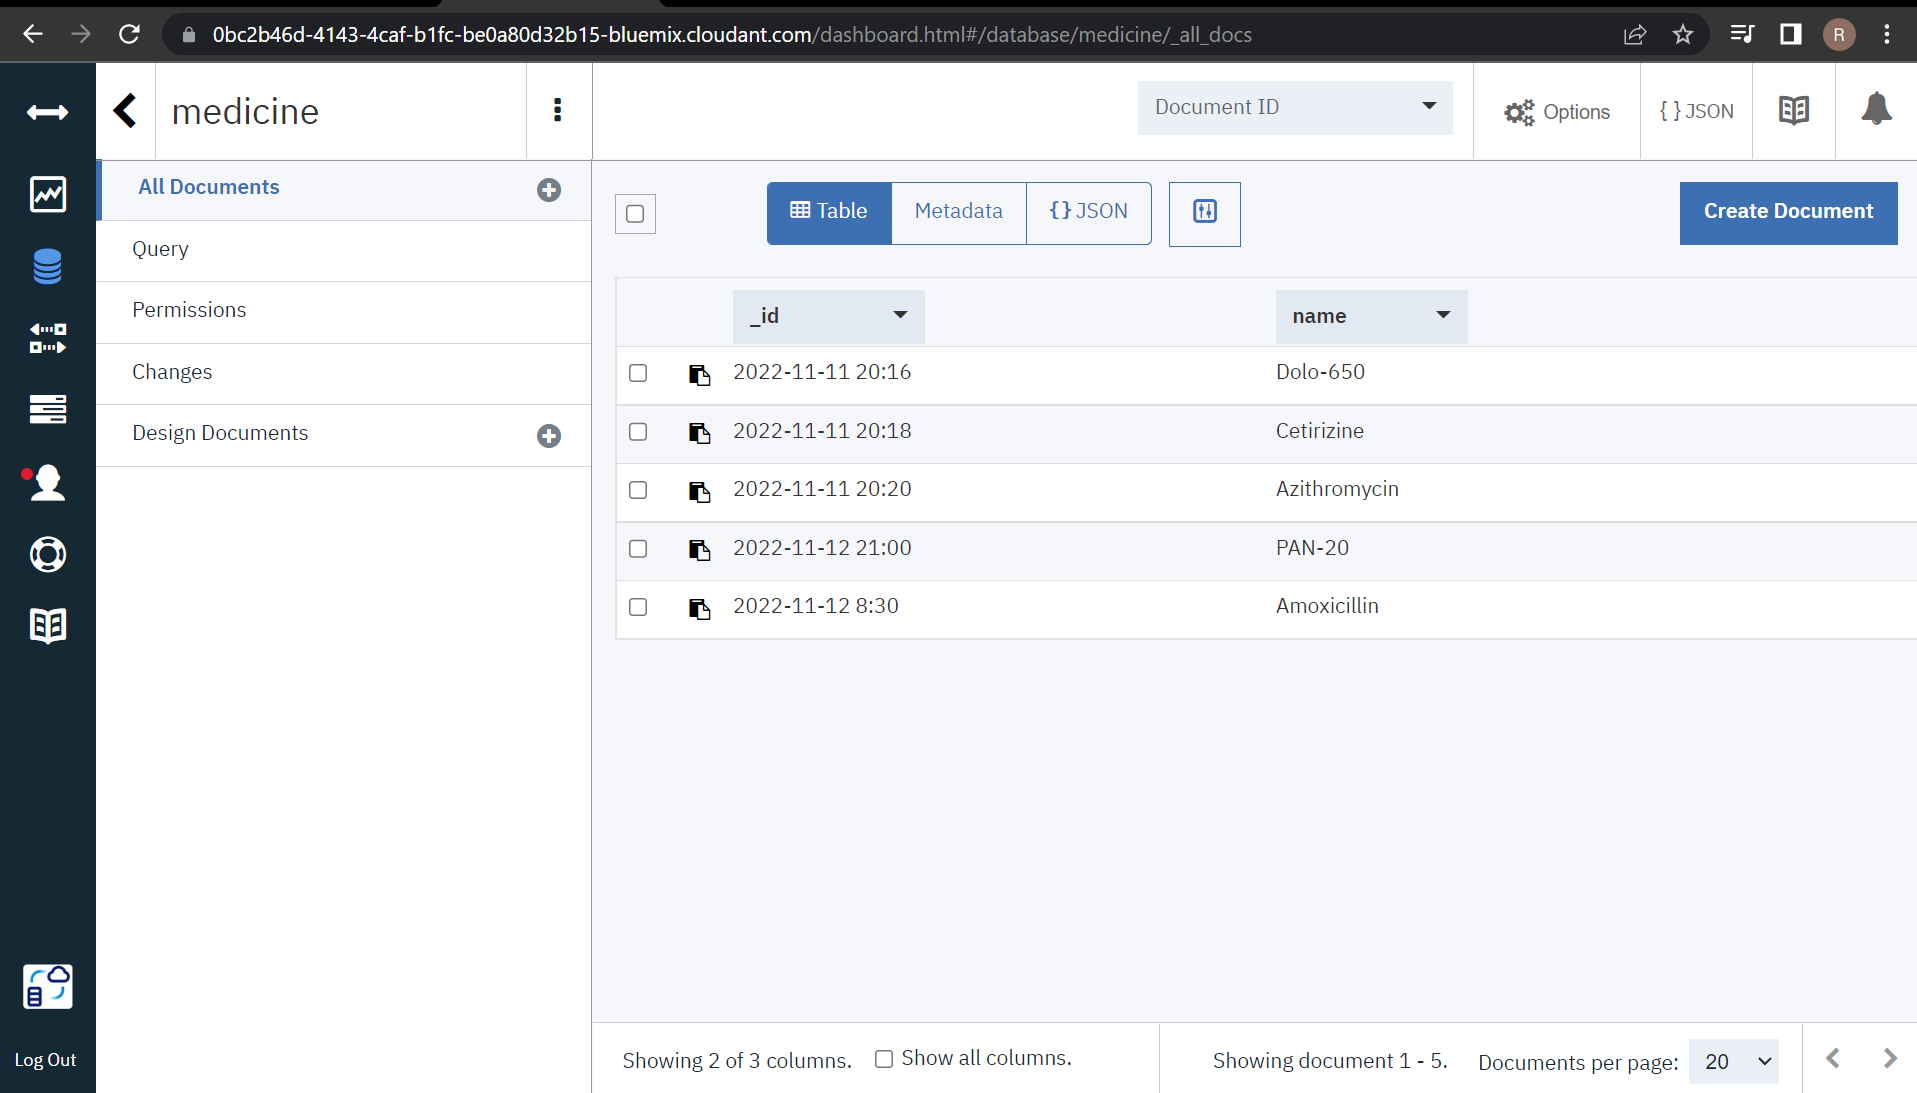 0bc2b46d-4143-4caf-b1fc-be0a80d32b15-bluemix.cloudant.com/dashboard.html#/database/medicine/_all_docs
R
medicine
Document ID
Options
{ } JSON
All Documents
Query
Permissions
Changes
Design Documents
Table
Metadata
{ } JSON
Create Document
_id
name
2022-11-11 20:16 Dolo-650
2022-11-11 20:18 Cetirizine
2022-11-11 20:20 Azithromycin
2022-11-12 21:00 PAN-20
2022-11-12 8:30 Amoxicillin
Log Out
Showing 2 of 3 columns.
Show all columns.
Showing document 1 - 5.
Documents per page: 20